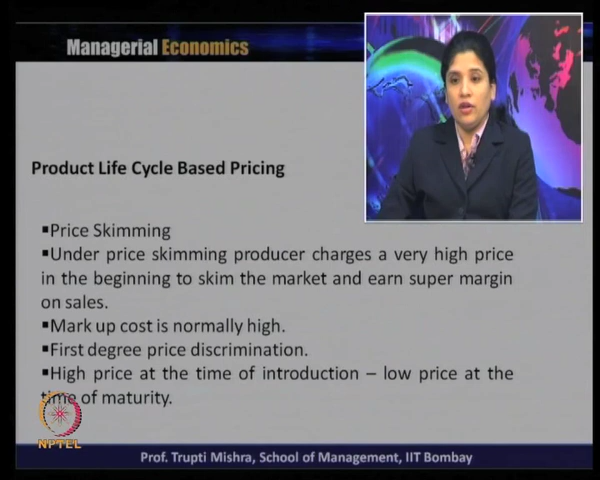 Managerial Economics
Product Life Cycle Based Pricing
▪Price Skimming
▪Under price skimming producer charges a very high price
in the beginning to skim the market and earn super margin
on sales.
▪Mark up cost is normally high.
▪First degree price discrimination.
▪High price at the time of introduction – low price at the
time of maturity.
NPTEL
Prof. Trupti Mishra, School of Management, IIT Bombay